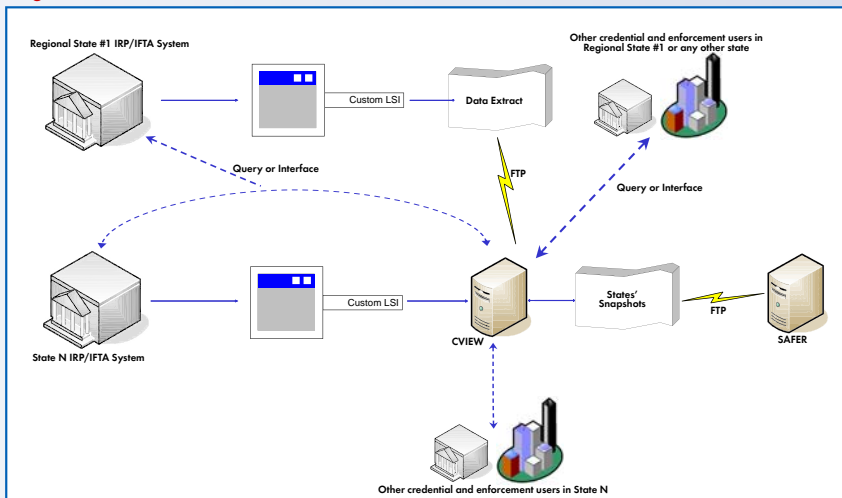 Regional State #1 IRP/IFTA System
Other credential and enforcement users in
Regional State #1 or any other state
Custom LSI
Data Extract
Query or Interface
FTP
Query or Interface
Custom LSI
States'
Snapshots
FTP
State N IRP/IFTA System
CVIEW
SAFER
Other credential and enforcement users in State N